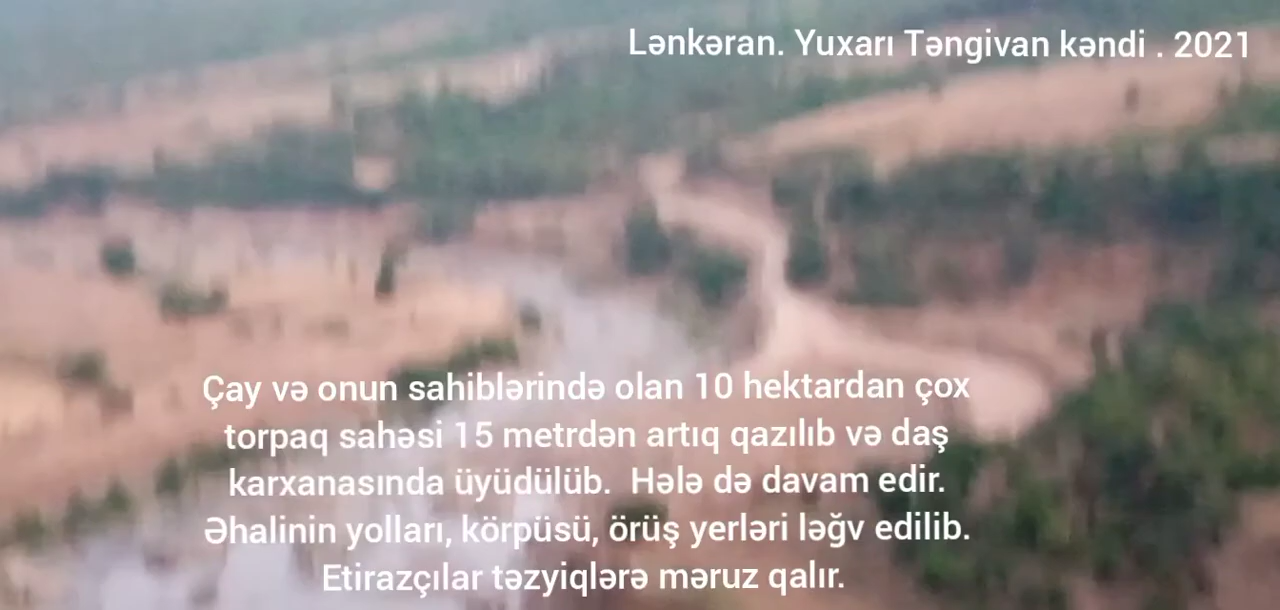 Lənkəran. Yuxarı Təngivan kəndi . 2021
Çay və onun sahiblərində olan 10 hektardan çox
torpaq sahəsi 15 metrdən artıq qazılıb və daş
karxanasında üyüdülüb. Hələ də davam edir.
Əhalinin yolları, körpüsü, örüş yerləri ləğv edilib.
Etirazçılar təzyiqlərə məruz qalır.